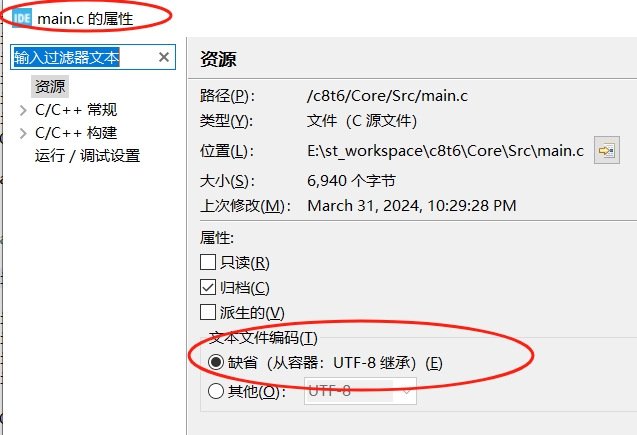 IDE main.c 的属性
输入过滤器文本
资源
C/C++ 常规
C/C++ 构建
运行 / 调试设置
资源
路径(P): /c8t6/Core/Src/main.c
类型(Y): 文件（C 源文件）
位置(L): E:\st_workspace\c8t6\Core\Src\main.c
大小(S): 6,940 个字节
上次修改(M): March 31, 2024, 10:29:28 PM
属性:
只读(R)
归档(C)
派生的(V)
文本文件编码(T)
缺省（从容器：UTF-8 继承）(E)
其他(O): UTF-8